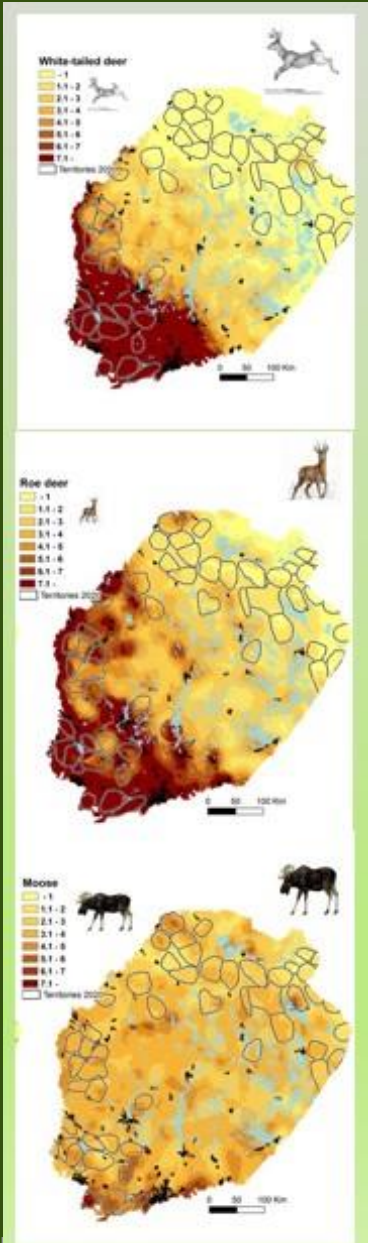 White-tailed deer
- 1
1.1 - 2
2.1 - 3
3.1 - 4
4.1 - 5
5.1 - 6
6.1 - 7
7.1 -
Territories
0 50 100 Km
Roe deer
- 1
1.1 - 2
2.1 - 3
3.1 - 4
4.1 - 5
5.1 - 6
6.1 - 7
7.1 -
Territories
0 50 100 Km
Moose
- 1
1.1 - 2
2.1 - 3
3.1 - 4
4.1 - 5
5.1 - 6
6.1 - 7
7.1 -
Territories
0 50 100 Km